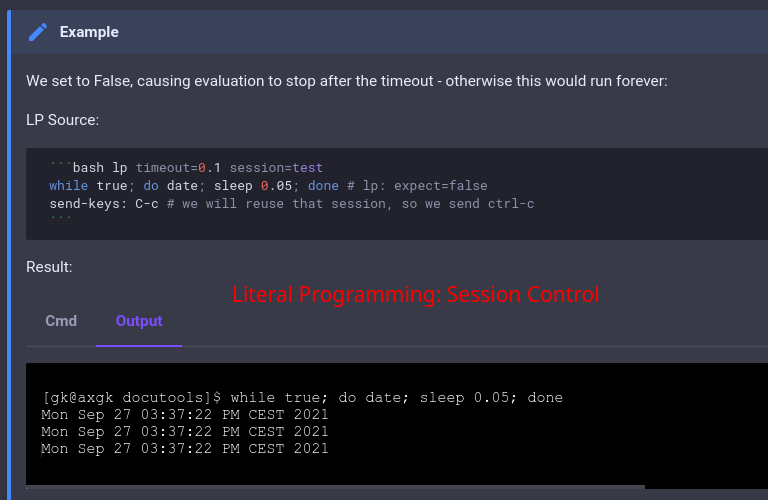 Example
We set to False, causing evaluation to stop after the timeout - otherwise this would run forever:
LP Source:
```bash lp timeout=0.1 session=test
while true; do date; sleep 0.05; done # lp: expect=false
send-keys: C-c # we will reuse that session, so we send ctrl-c
```
Result:
Literal Programming: Session Control
Cmd Output
[gk@axgk docutools]$ while true; do date; sleep 0.05; done
Mon Sep 27 03:37:22 PM CEST 2021
Mon Sep 27 03:37:22 PM CEST 2021
Mon Sep 27 03:37:22 PM CEST 2021